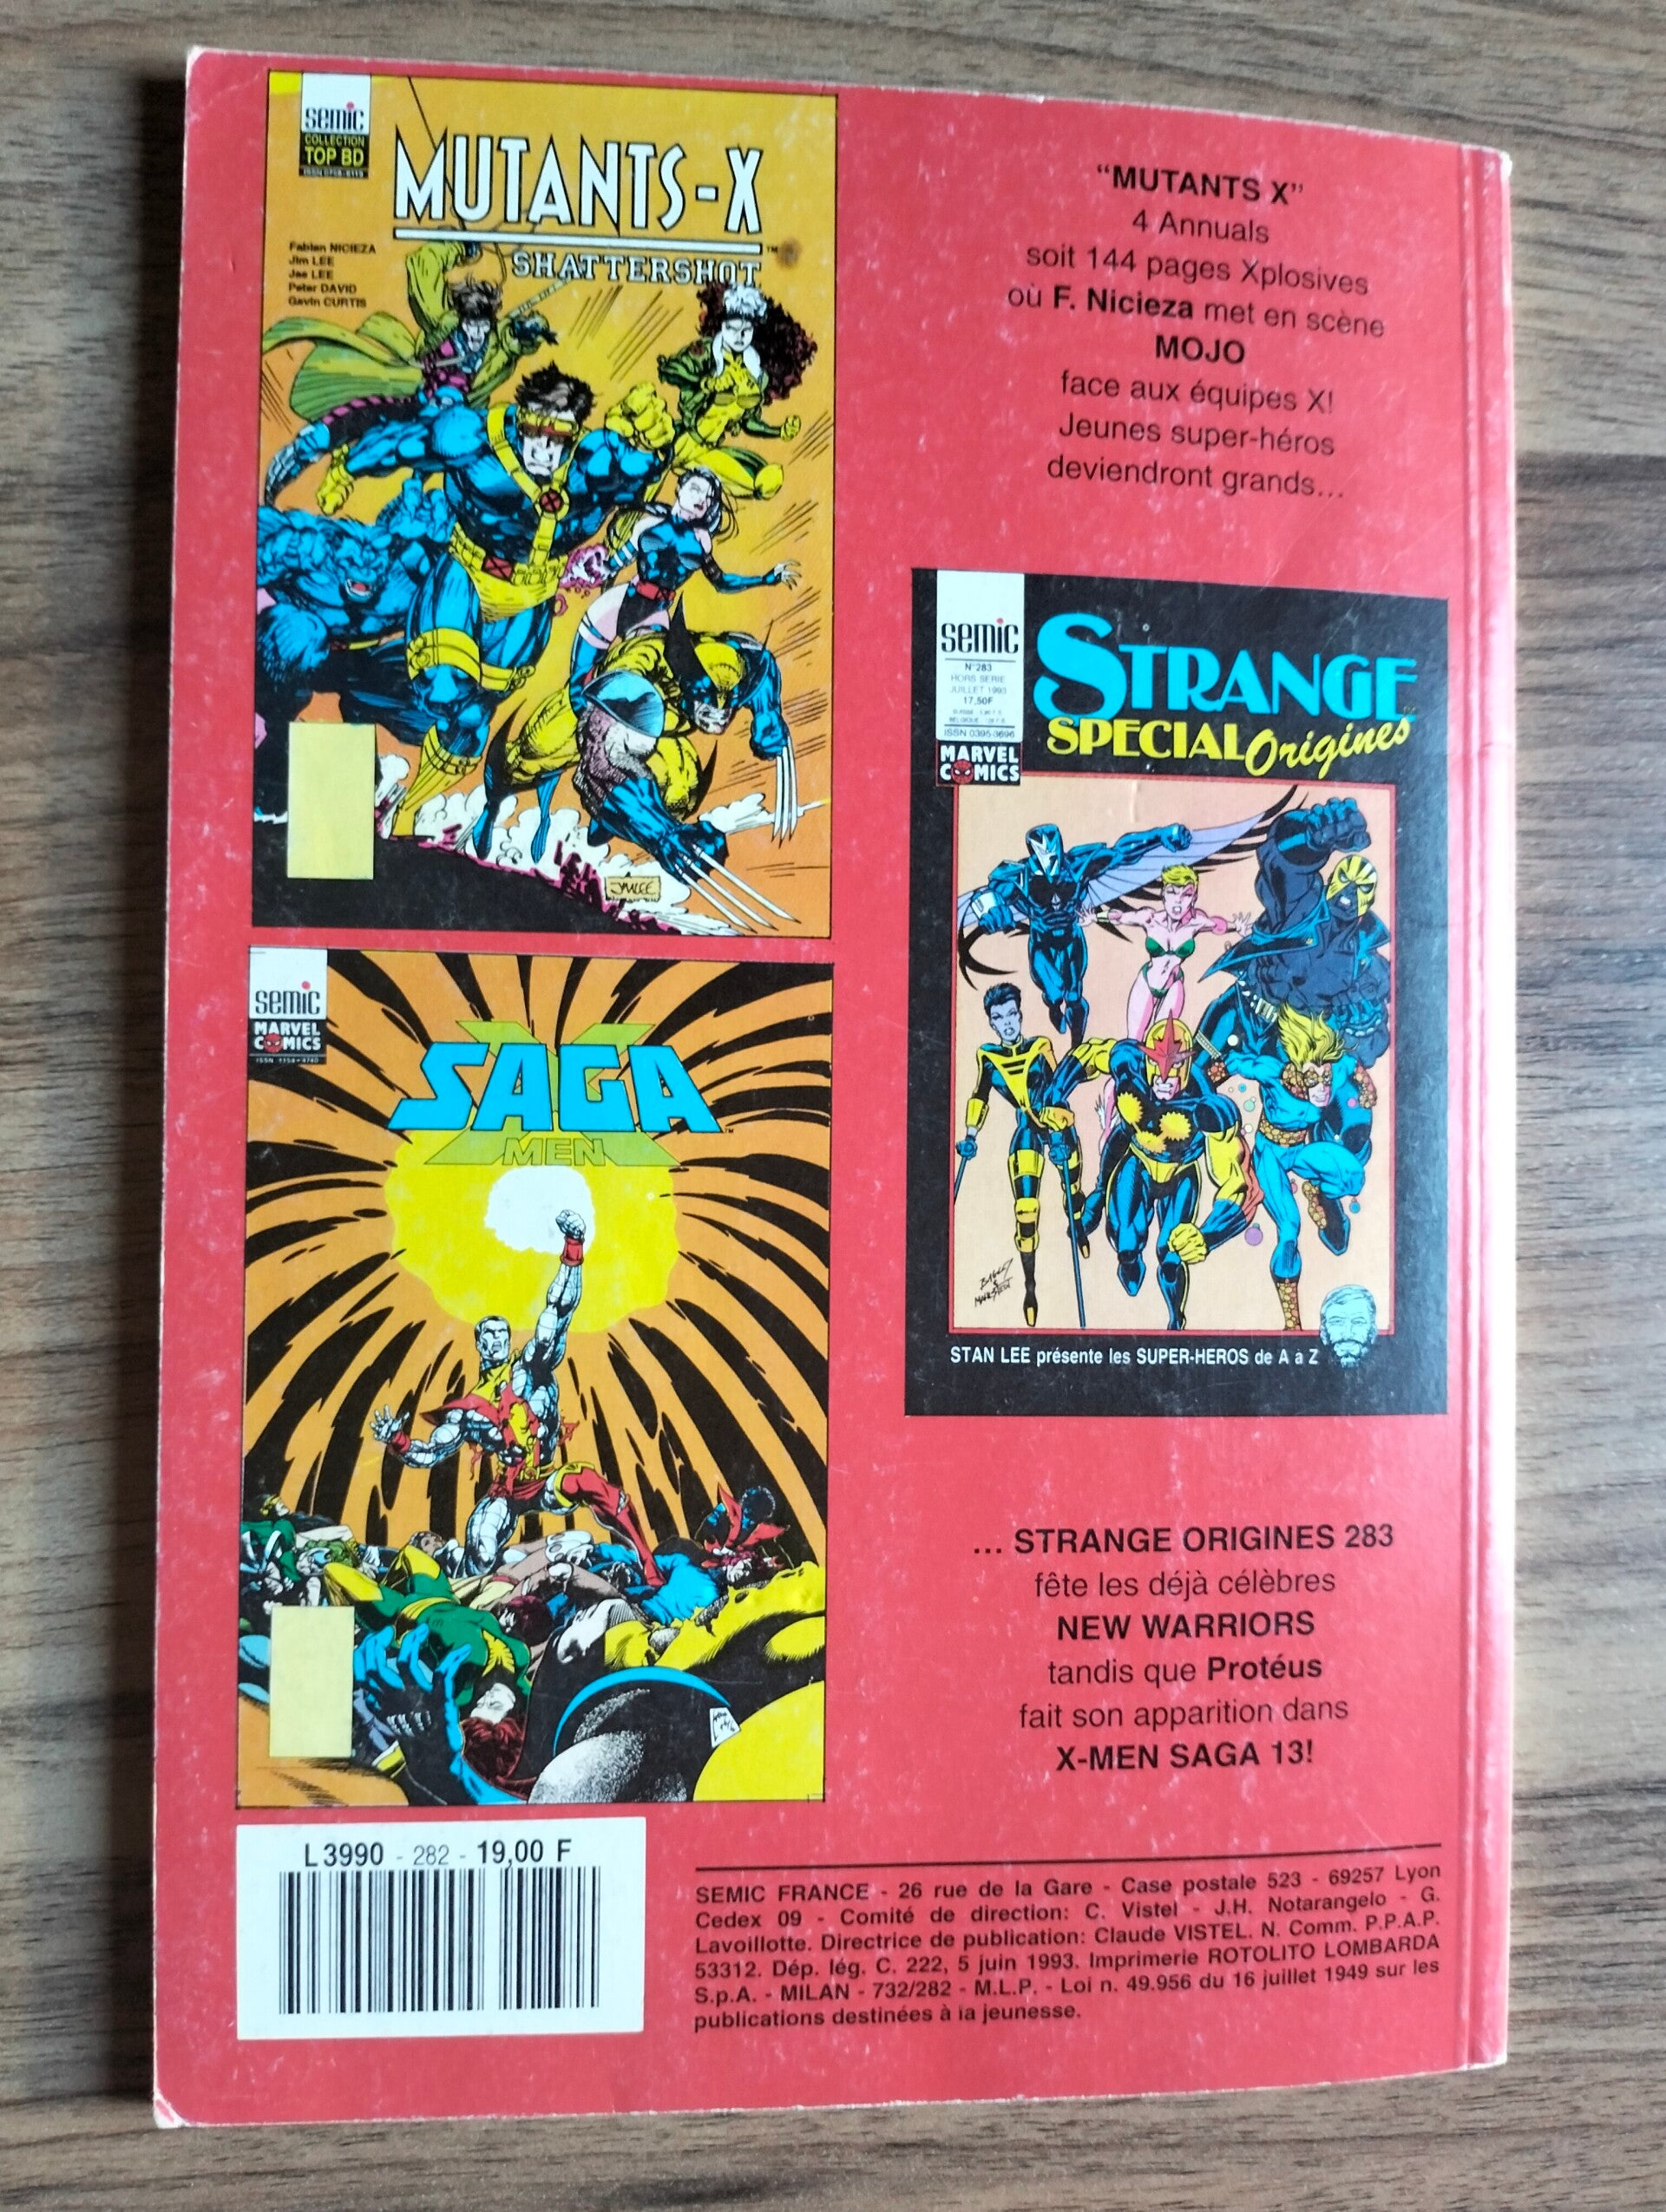 semic
COLLECTION
TOP BD
MUTANTS-X
SHATTERSHOT
Fabian NICIEZA
Jim LEE
Jae LEE
Peter DAVID
Gavin CURTIS
JIM LEE
“MUTANTS X”
4 Annuals
soit 144 pages Xplosives
où F. Nicieza met en scène
MOJO
face aux équipes X!
Jeunes super-héros
deviendront grands...
semic
N°283
HORS SERIE
JUILLET 1993
17,50F
ISSN 0395-3696
MARVEL
COMICS
STRANGE
SPECIAL Origines
STAN LEE présente les SUPER-HEROS de A à Z
semic
MARVEL
COMICS
X
SAGA
MEN
... STRANGE ORIGINES 283
fête les déjà célèbres
NEW WARRIORS
tandis que Protéus
fait son apparition dans
X-MEN SAGA 13!
L3990 - 282 - 19,00 F
SEMIC FRANCE - 26 rue de la Gare - Case postale 523 - 69257 Lyon
Cedex 09 - Comité de direction: C. Vistel - J.H. Notarangelo - G.
Lavoillotte. Directrice de publication: Claude VISTEL. N. Comm. P.P.A.P.
53312. Dép. lég. C. 222, 5 juin 1993. Imprimerie ROTOLITO LOMBARDA
S.p.A. - MILAN - 732/282 - M.L.P. - Loi n. 49.956 du 16 juillet 1949 sur les
publications destinées à la jeunesse.